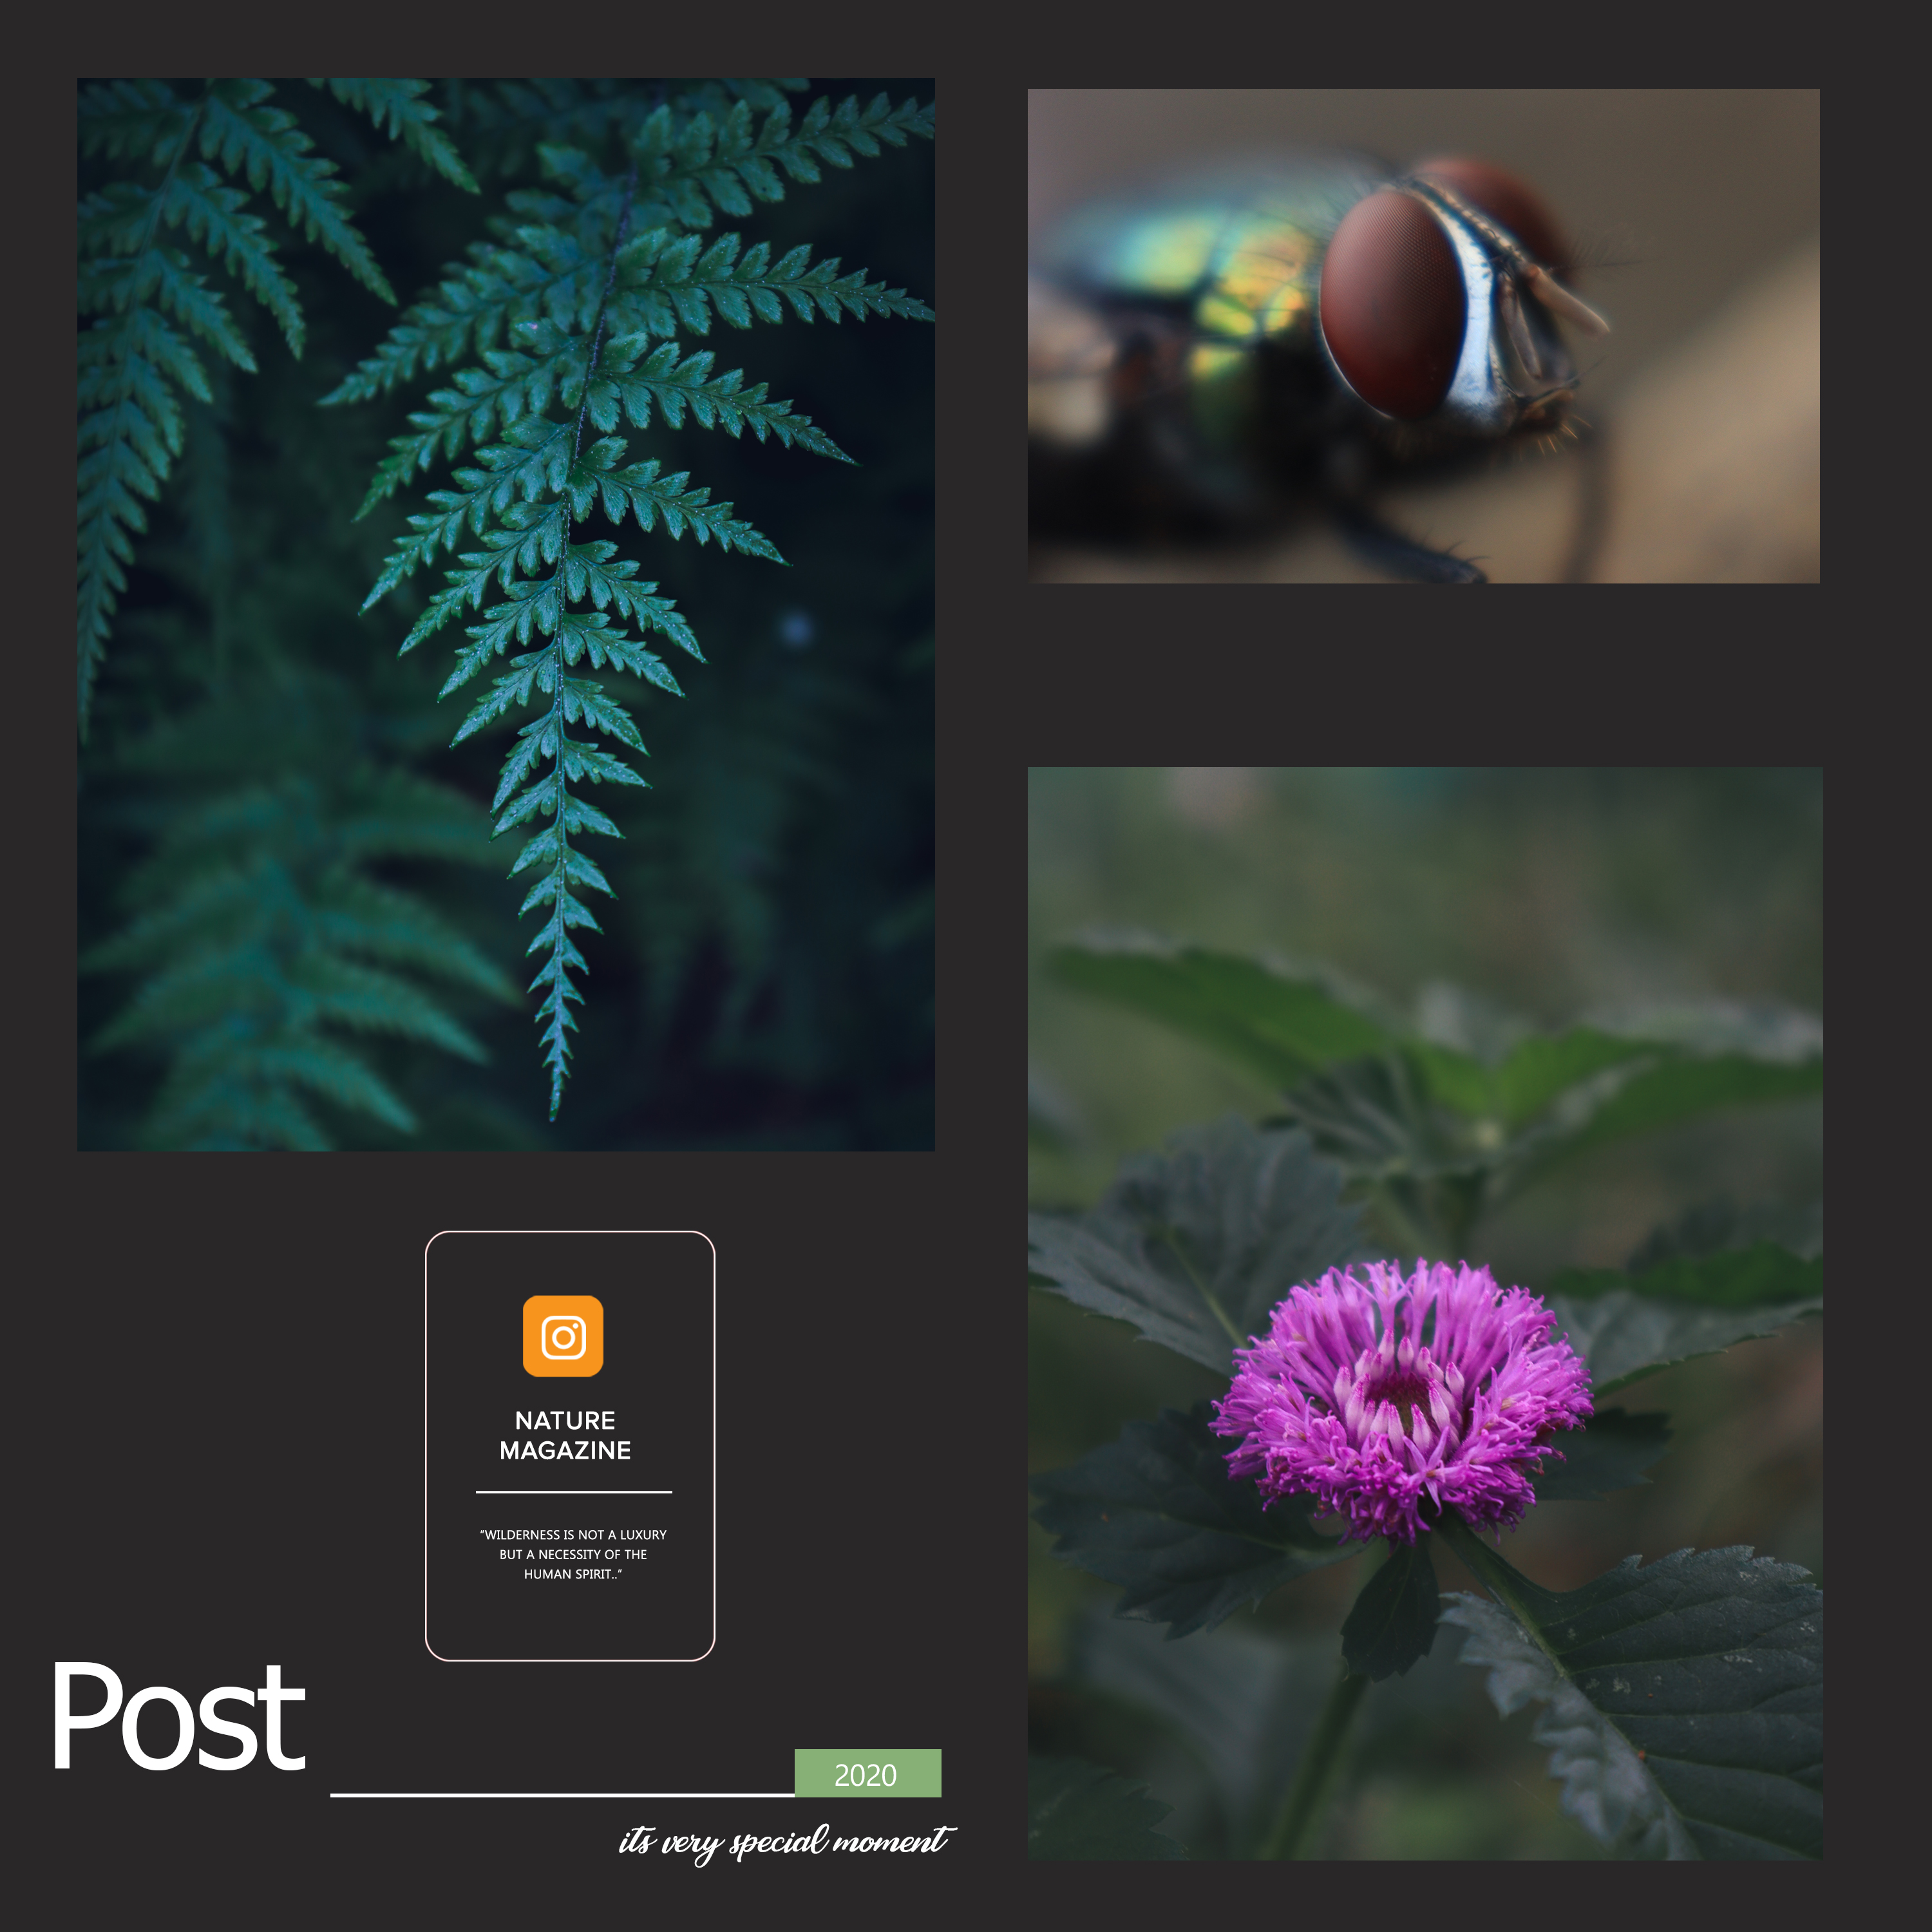 NATURE
MAGAZINE
“WILDERNESS IS NOT A LUXURY
BUT A NECESSITY OF THE
HUMAN SPIRIT..”
Post
2020
its very special moment